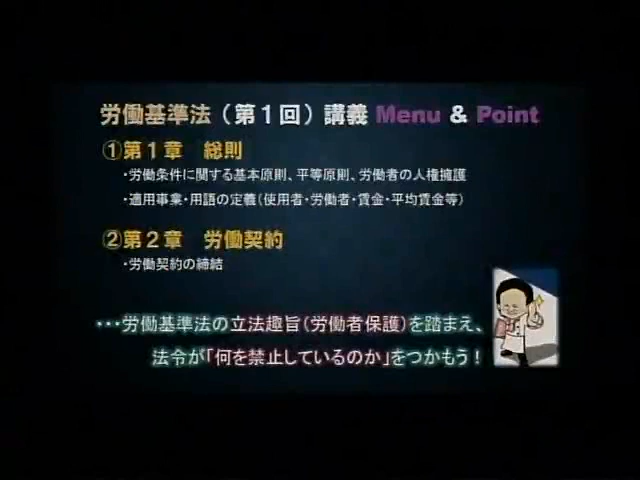 労働基準法（第１回）講義 Menu & Point
①第１章　総則
・労働条件に関する基本原則、平等原則、労働者の人権擁護
・適用事業・用語の定義（使用者・労働者・賃金・平均賃金等）
②第２章　労働契約
・労働契約の締結
・・・労働基準法の立法趣旨（労働者保護）を踏まえ、
法令が「何を禁止しているのか」をつかもう！